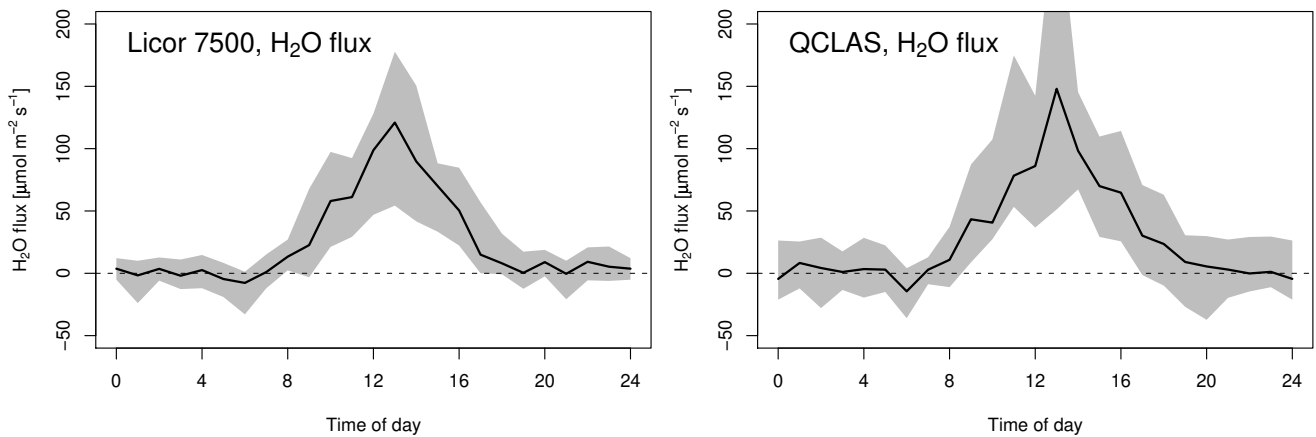 Licor 7500, H₂O flux
H₂O flux [μmol m⁻² s⁻¹]
200
150
100
50
0
−50
0 4 8 12 16 20 24
Time of day
QCLAS, H₂O flux
H₂O flux [μmol m⁻² s⁻¹]
200
150
100
50
0
−50
0 4 8 12 16 20 24
Time of day